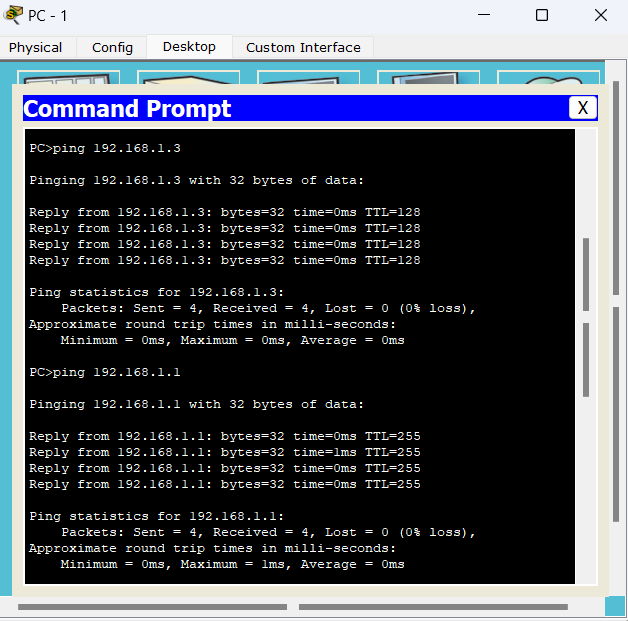 PC - 1
Physical Config Desktop Custom Interface
Command Prompt
X
PC>ping 192.168.1.3
Pinging 192.168.1.3 with 32 bytes of data:
Reply from 192.168.1.3: bytes=32 time=0ms TTL=128
Reply from 192.168.1.3: bytes=32 time=0ms TTL=128
Reply from 192.168.1.3: bytes=32 time=0ms TTL=128
Reply from 192.168.1.3: bytes=32 time=0ms TTL=128
Ping statistics for 192.168.1.3:
Packets: Sent = 4, Received = 4, Lost = 0 (0% loss),
Approximate round trip times in milli-seconds:
Minimum = 0ms, Maximum = 0ms, Average = 0ms
PC>ping 192.168.1.1
Pinging 192.168.1.1 with 32 bytes of data:
Reply from 192.168.1.1: bytes=32 time=0ms TTL=255
Reply from 192.168.1.1: bytes=32 time=1ms TTL=255
Reply from 192.168.1.1: bytes=32 time=0ms TTL=255
Reply from 192.168.1.1: bytes=32 time=0ms TTL=255
Ping statistics for 192.168.1.1:
Packets: Sent = 4, Received = 4, Lost = 0 (0% loss),
Approximate round trip times in milli-seconds:
Minimum = 0ms, Maximum = 1ms, Average = 0ms